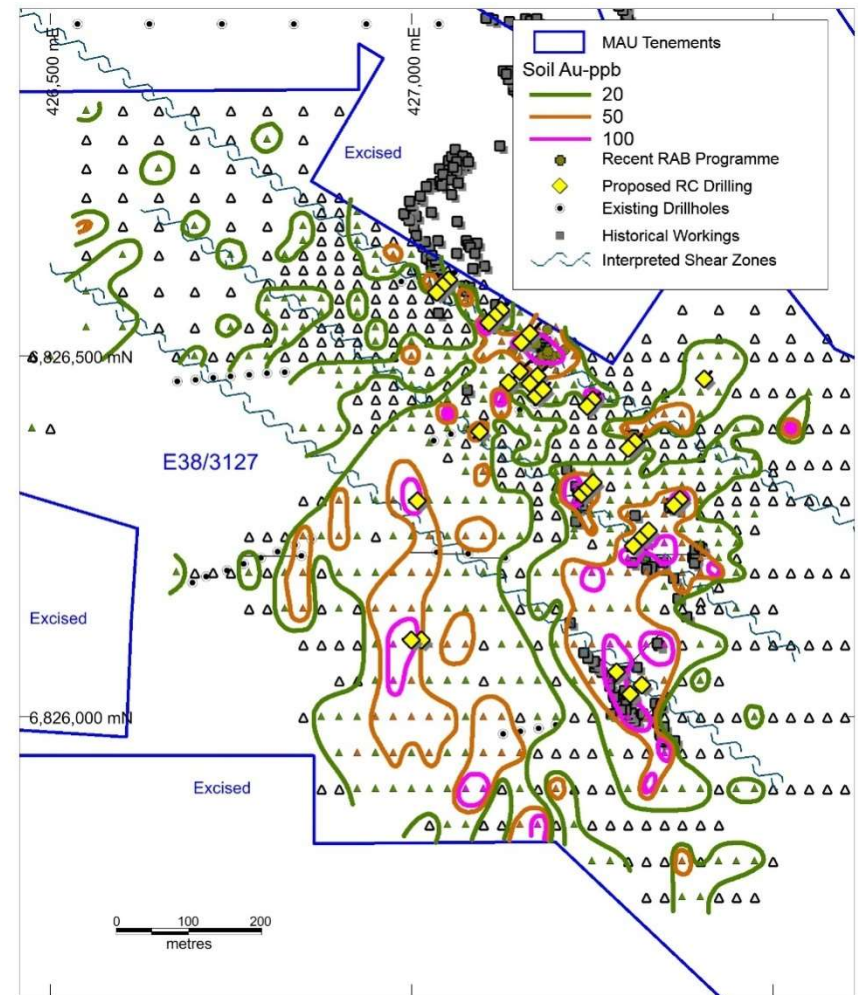 426,500 mE
427,000 mE
MAU Tenements
Soil Au-ppb
20
50
100
Recent RAB Programme
Proposed RC Drilling
Existing Drillholes
Historical Workings
Interpreted Shear Zones
Excised
6,826,500 mN
E38/3127
Excised
6,826,000 mN
Excised
0 100 200
metres